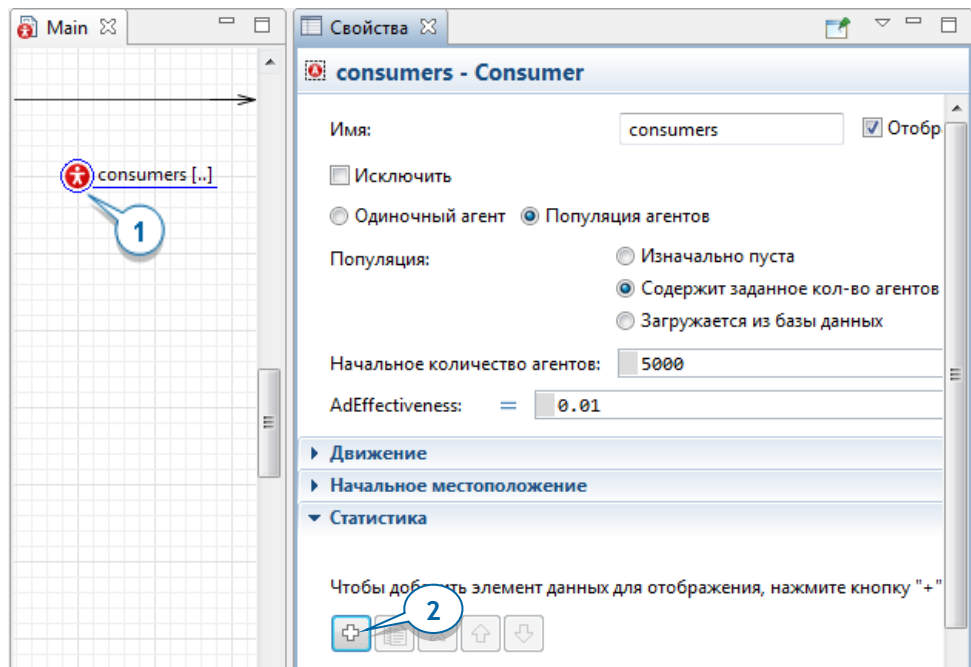 Main
consumers [..]
1
Свойства
consumers - Consumer
Имя:
consumers
Отобр
Исключить
Одиночный агент
Популяция агентов
Популяция:
Изначально пуста
Содержит заданное кол-во агентов
Загружается из базы данных
Начальное количество агентов:
5000
AdEffectiveness:
=
0.01
Движение
Начальное местоположение
Статистика
Чтобы добавить элемент данных для отображения, нажмите кнопку "+"
2